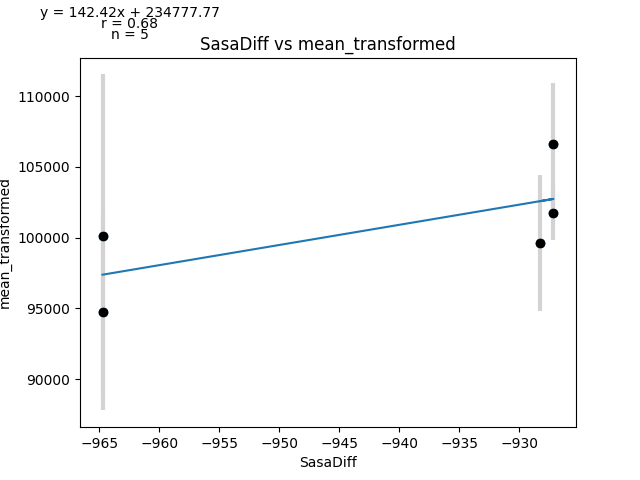 y = 142.42x + 234777.77
r = 0.68
n = 5
SasaDiff vs mean_transformed
110000
105000
100000
95000
90000
mean_transformed
−965
−960
−955
−950
−945
−940
−935
−930
SasaDiff